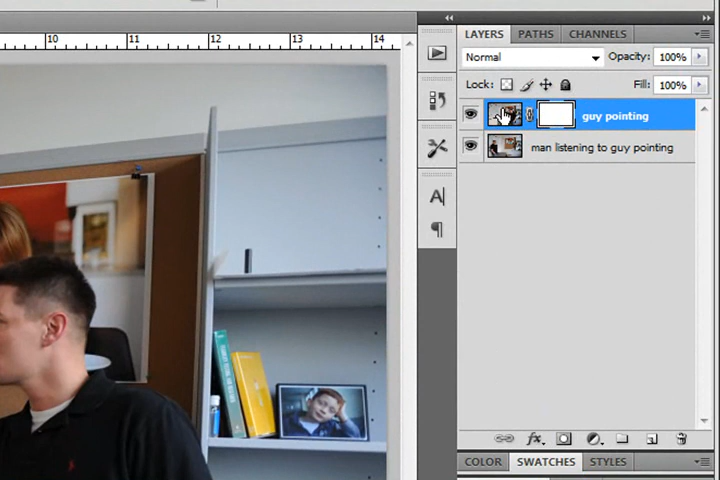 LAYERS PATHS CHANNELS
Normal Opacity: 100%
Lock: Fill: 100%
guy pointing
man listening to guy pointing
10 11 12 13 14
A
fx
COLOR SWATCHES STYLES